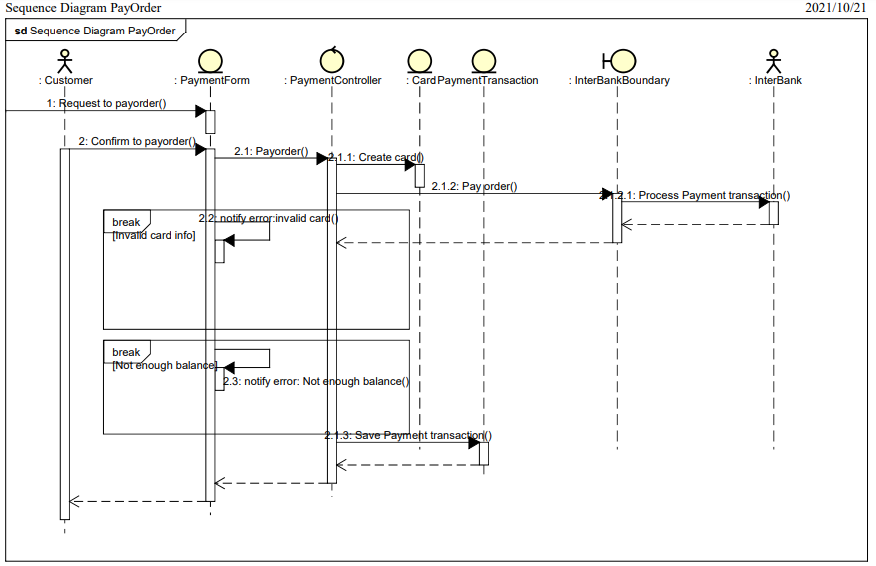 Sequence Diagram PayOrder
2021/10/21
sd Sequence Diagram PayOrder
: Customer
: PaymentForm
: PaymentController
: Card
PaymentTransaction
: InterBankBoundary
: InterBank
1: Request to payorder()
2: Confirm to payorder()
2.1: Payorder()
2.1.1: Create card()
2.1.2: Pay order()
2.1.2.1: Process Payment transaction()
break
[Invalid card info]
2.2: notify error:invalid card()
break
[Not enough balance]
2.3: notify error: Not enough balance()
2.1.3: Save Payment transaction()